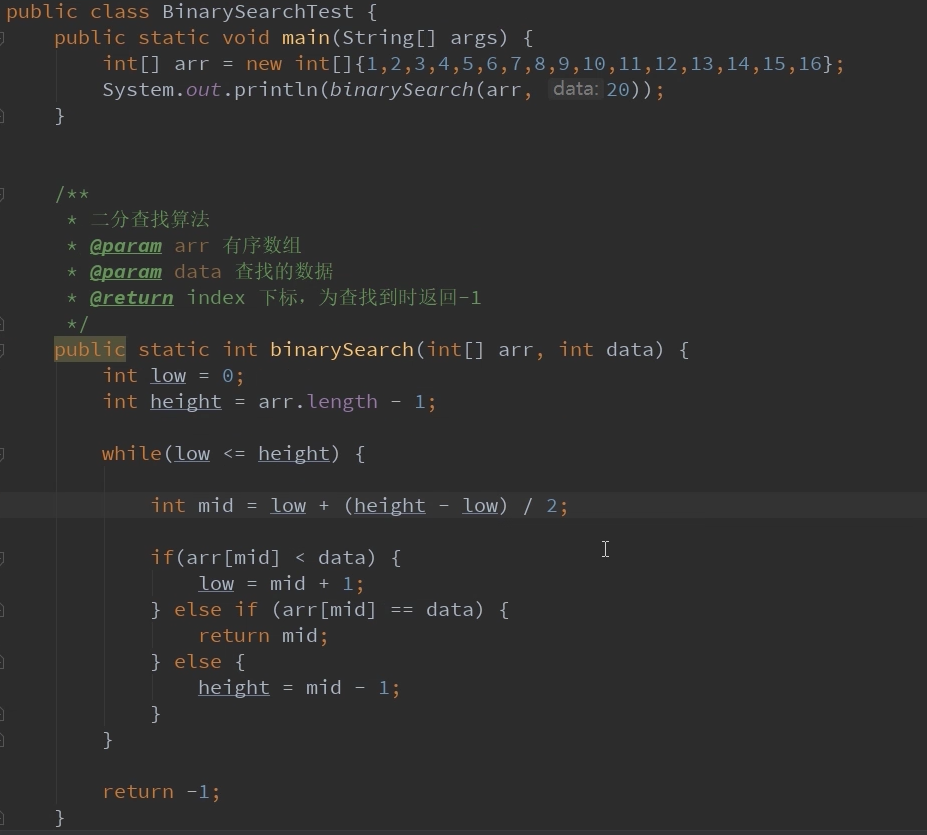 public class BinarySearchTest {
public static void main(String[] args) {
int[] arr = new int[]{1,2,3,4,5,6,7,8,9,10,11,12,13,14,15,16};
System.out.println(binarySearch(arr, data: 20));
}
/**
* 二分查找算法
* @param arr 有序数组
* @param data 查找的数据
* @return index 下标，为查找到时返回-1
*/
public static int binarySearch(int[] arr, int data) {
int low = 0;
int height = arr.length - 1;
while(low <= height) {
int mid = low + (height - low) / 2;
if(arr[mid] < data) {
low = mid + 1;
} else if (arr[mid] == data) {
return mid;
} else {
height = mid - 1;
}
}
return -1;
}